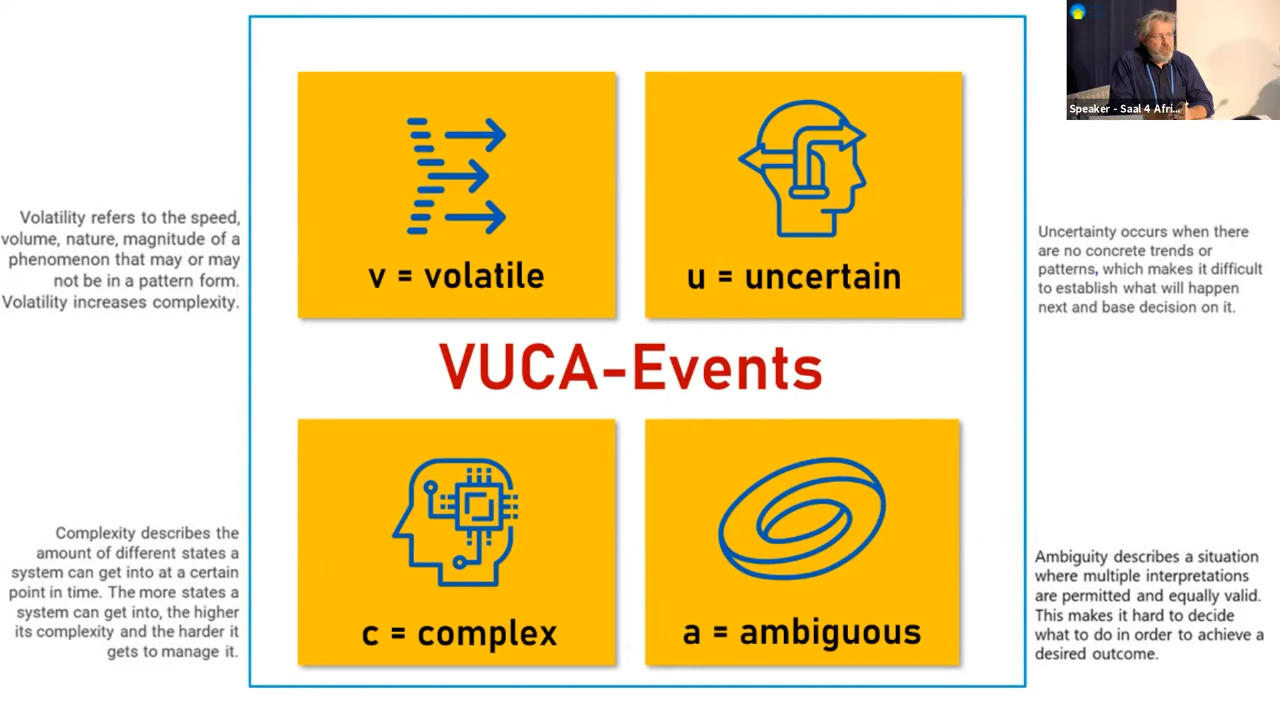 Speaker - Saal 4 Afri...
v = volatile
u = uncertain
Volatility refers to the speed,
volume, nature, magnitude of a
phenomenon that may or may
not be in a pattern form.
Volatility increases complexity.
Uncertainty occurs when there
are no concrete trends or
patterns, which makes it difficult
to establish what will happen
next and base decision on it.
VUCA-Events
c = complex
a = ambiguous
Complexity describes the
amount of different states a
system can get into at a certain
point in time. The more states a
system can get into, the higher
its complexity and the harder it
gets to manage it.
Ambiguity describes a situation
where multiple interpretations
are permitted and equally valid.
This makes it hard to decide
what to do in order to achieve a
desired outcome.